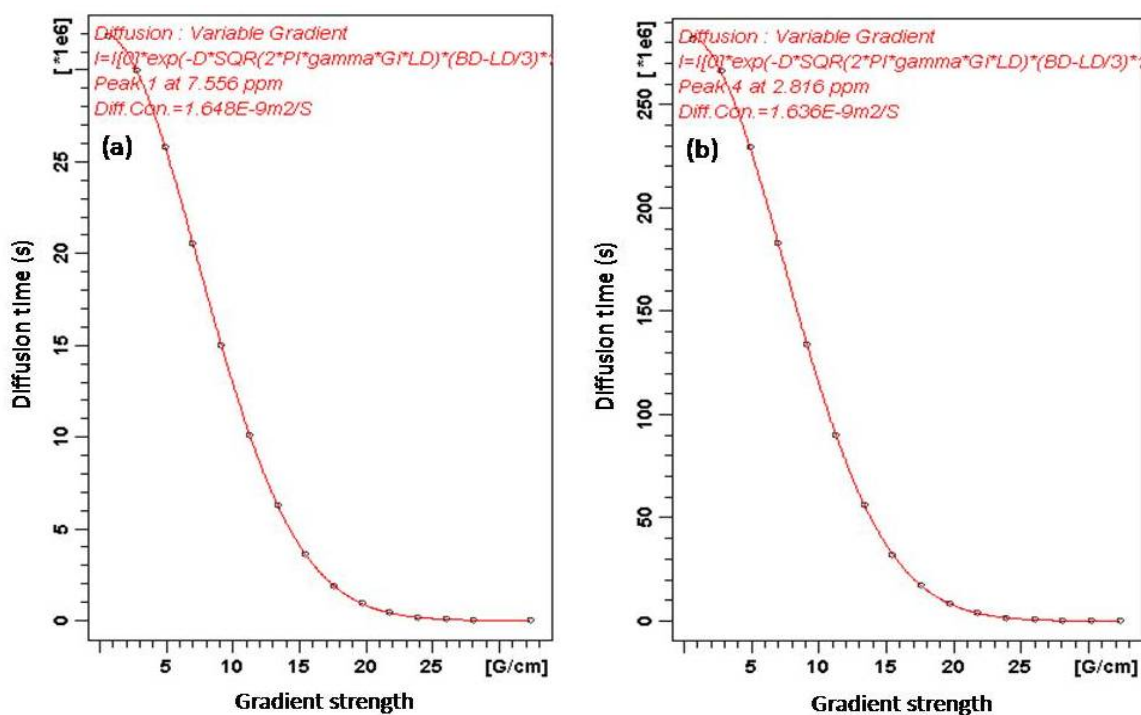 [*1e6]
Diffusion : Variable Gradient
I=I[0]*exp(-D*SQR(2*PI*gamma*GI*LD)*(BD-LD/3)*
Peak 1 at 7.556 ppm
Diff.Con.=1.648E-9m2/S
(a)
25
20
15
10
5
0
Diffusion time (s)
5 10 15 20 25 [G/cm]
Gradient strength
[*1e6]
Diffusion : Variable Gradient
I=I[0]*exp(-D*SQR(2*PI*gamma*GI*LD)*(BD-LD/3)*
Peak 4 at 2.816 ppm
Diff.Con.=1.636E-9m2/S
(b)
250
200
150
100
50
0
Diffusion time (s)
5 10 15 20 25 [G/cm]
Gradient strength